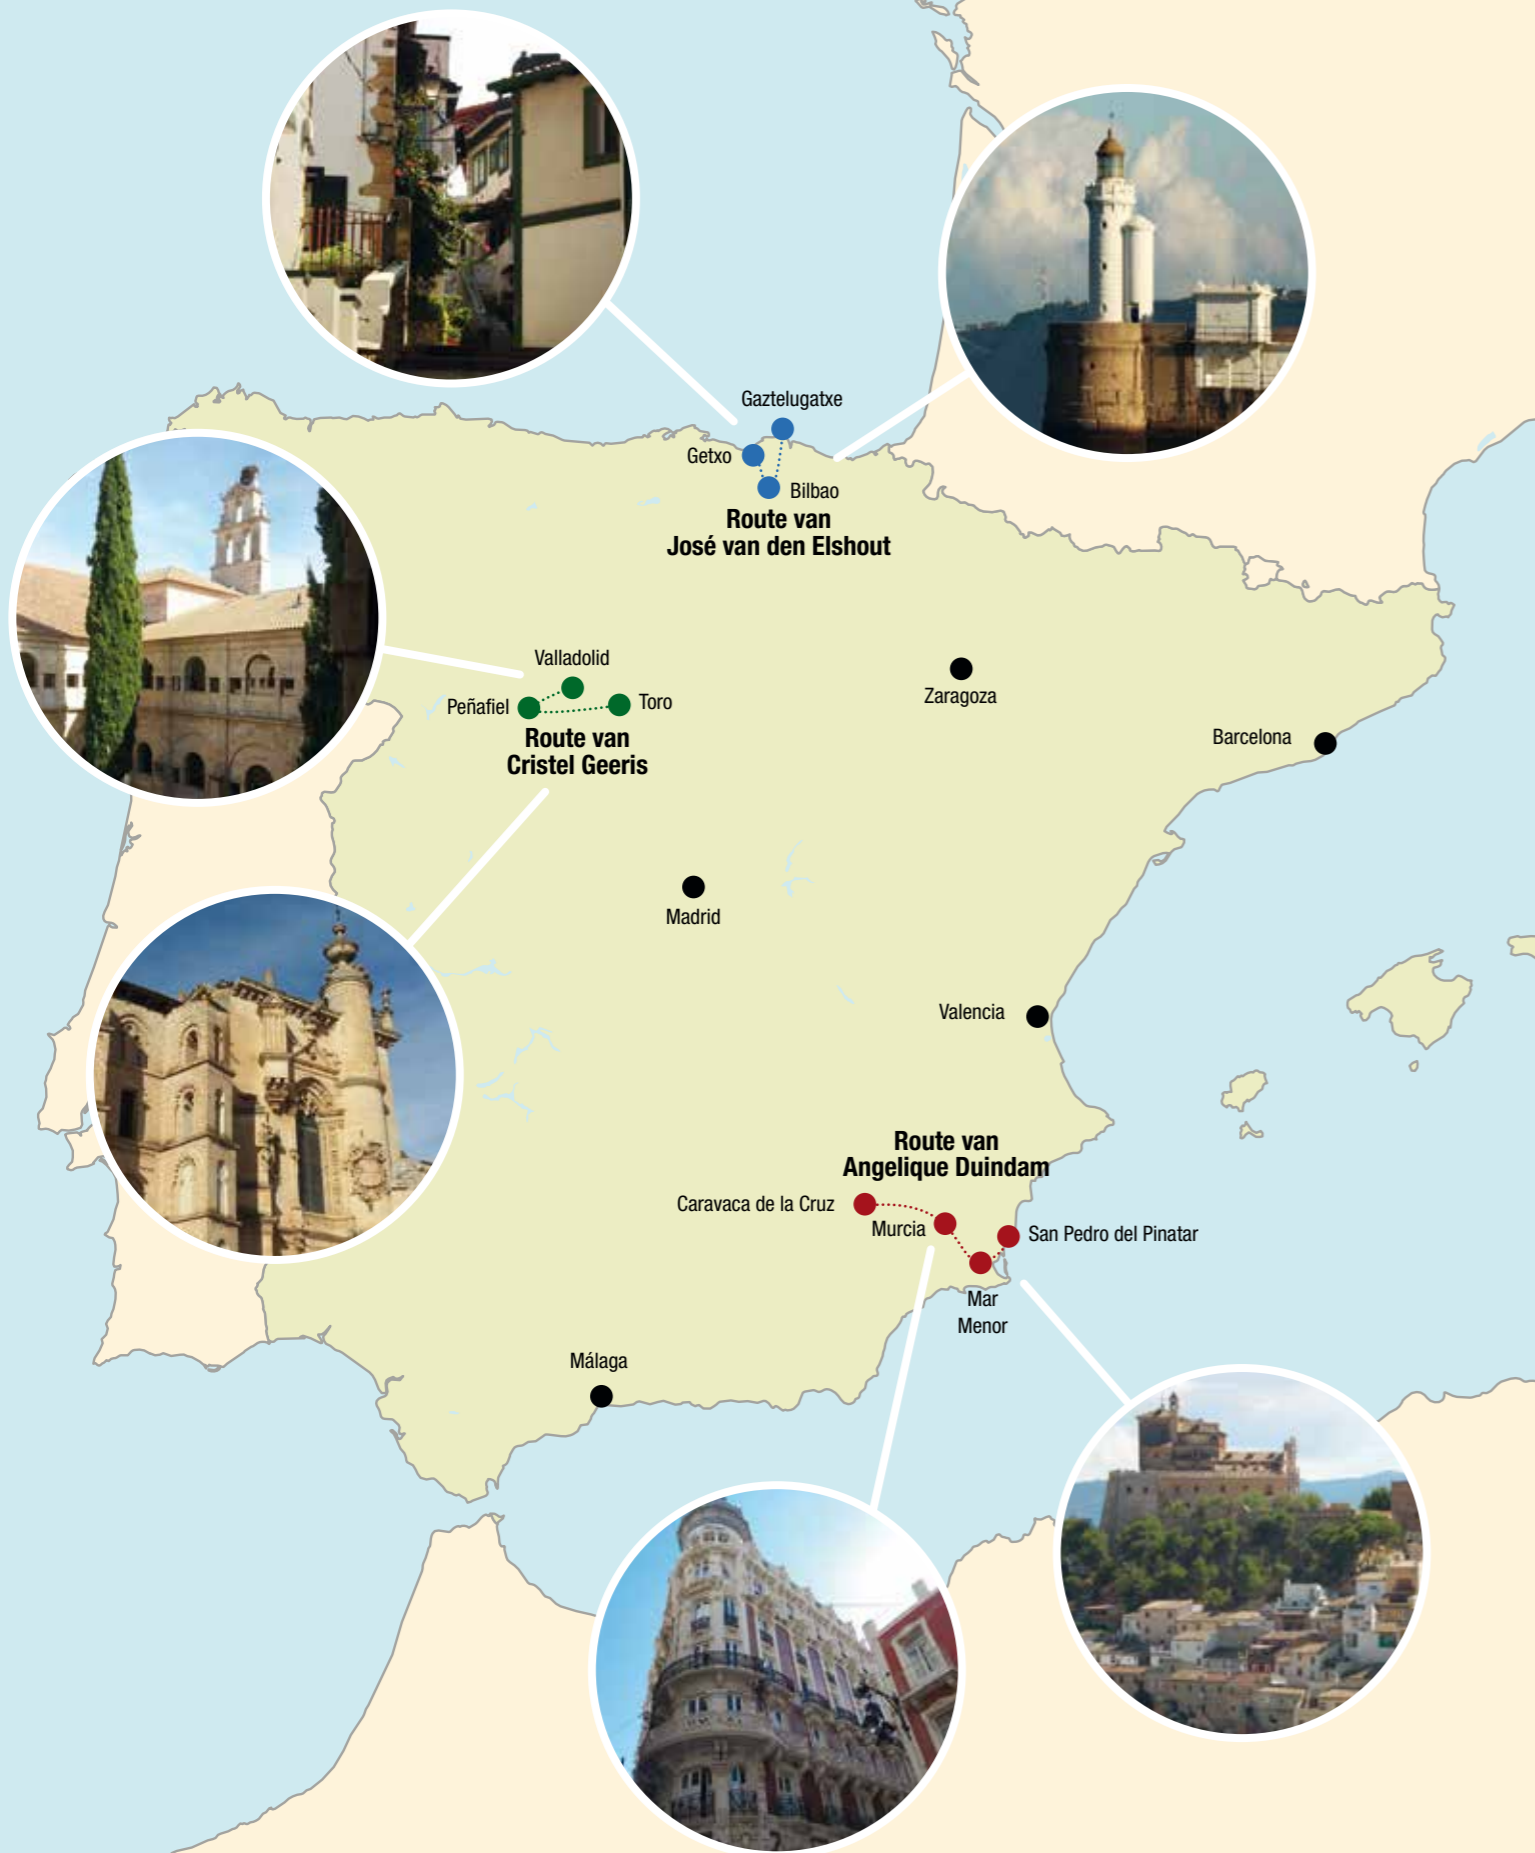 Gaztelugatxe
Getxo
Bilbao
Route van
José van den Elshout
Valladolid
Peñafiel
Toro
Route van
Cristel Geeris
Zaragoza
Barcelona
Madrid
Valencia
Route van
Angelique Duindam
Caravaca de la Cruz
Murcia
San Pedro del Pinatar
Mar
Menor
Málaga